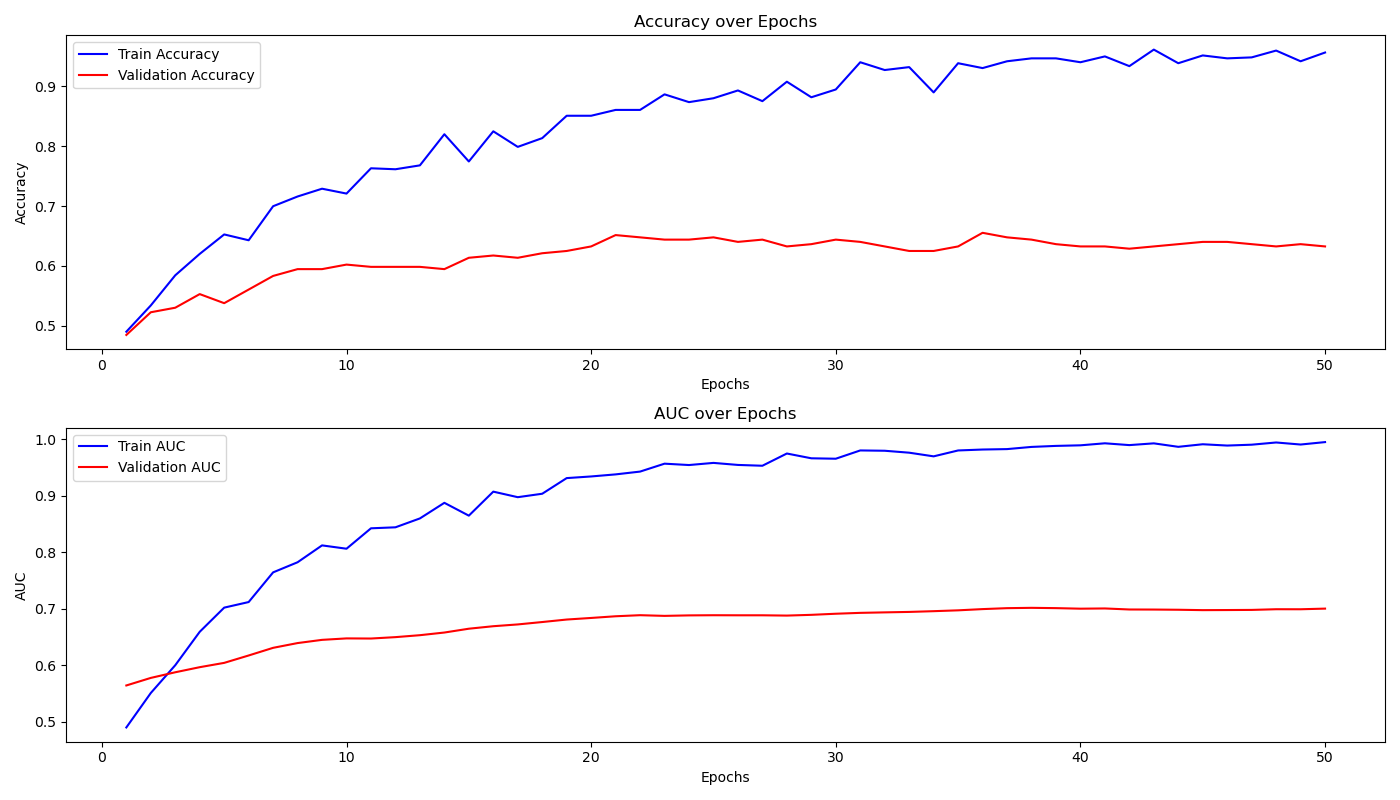 Accuracy over Epochs
Train Accuracy
Validation Accuracy
Accuracy
0.9
0.8
0.7
0.6
0.5
0 10 20 30 40 50
Epochs
AUC over Epochs
Train AUC
Validation AUC
AUC
1.0
0.9
0.8
0.7
0.6
0.5
0 10 20 30 40 50
Epochs